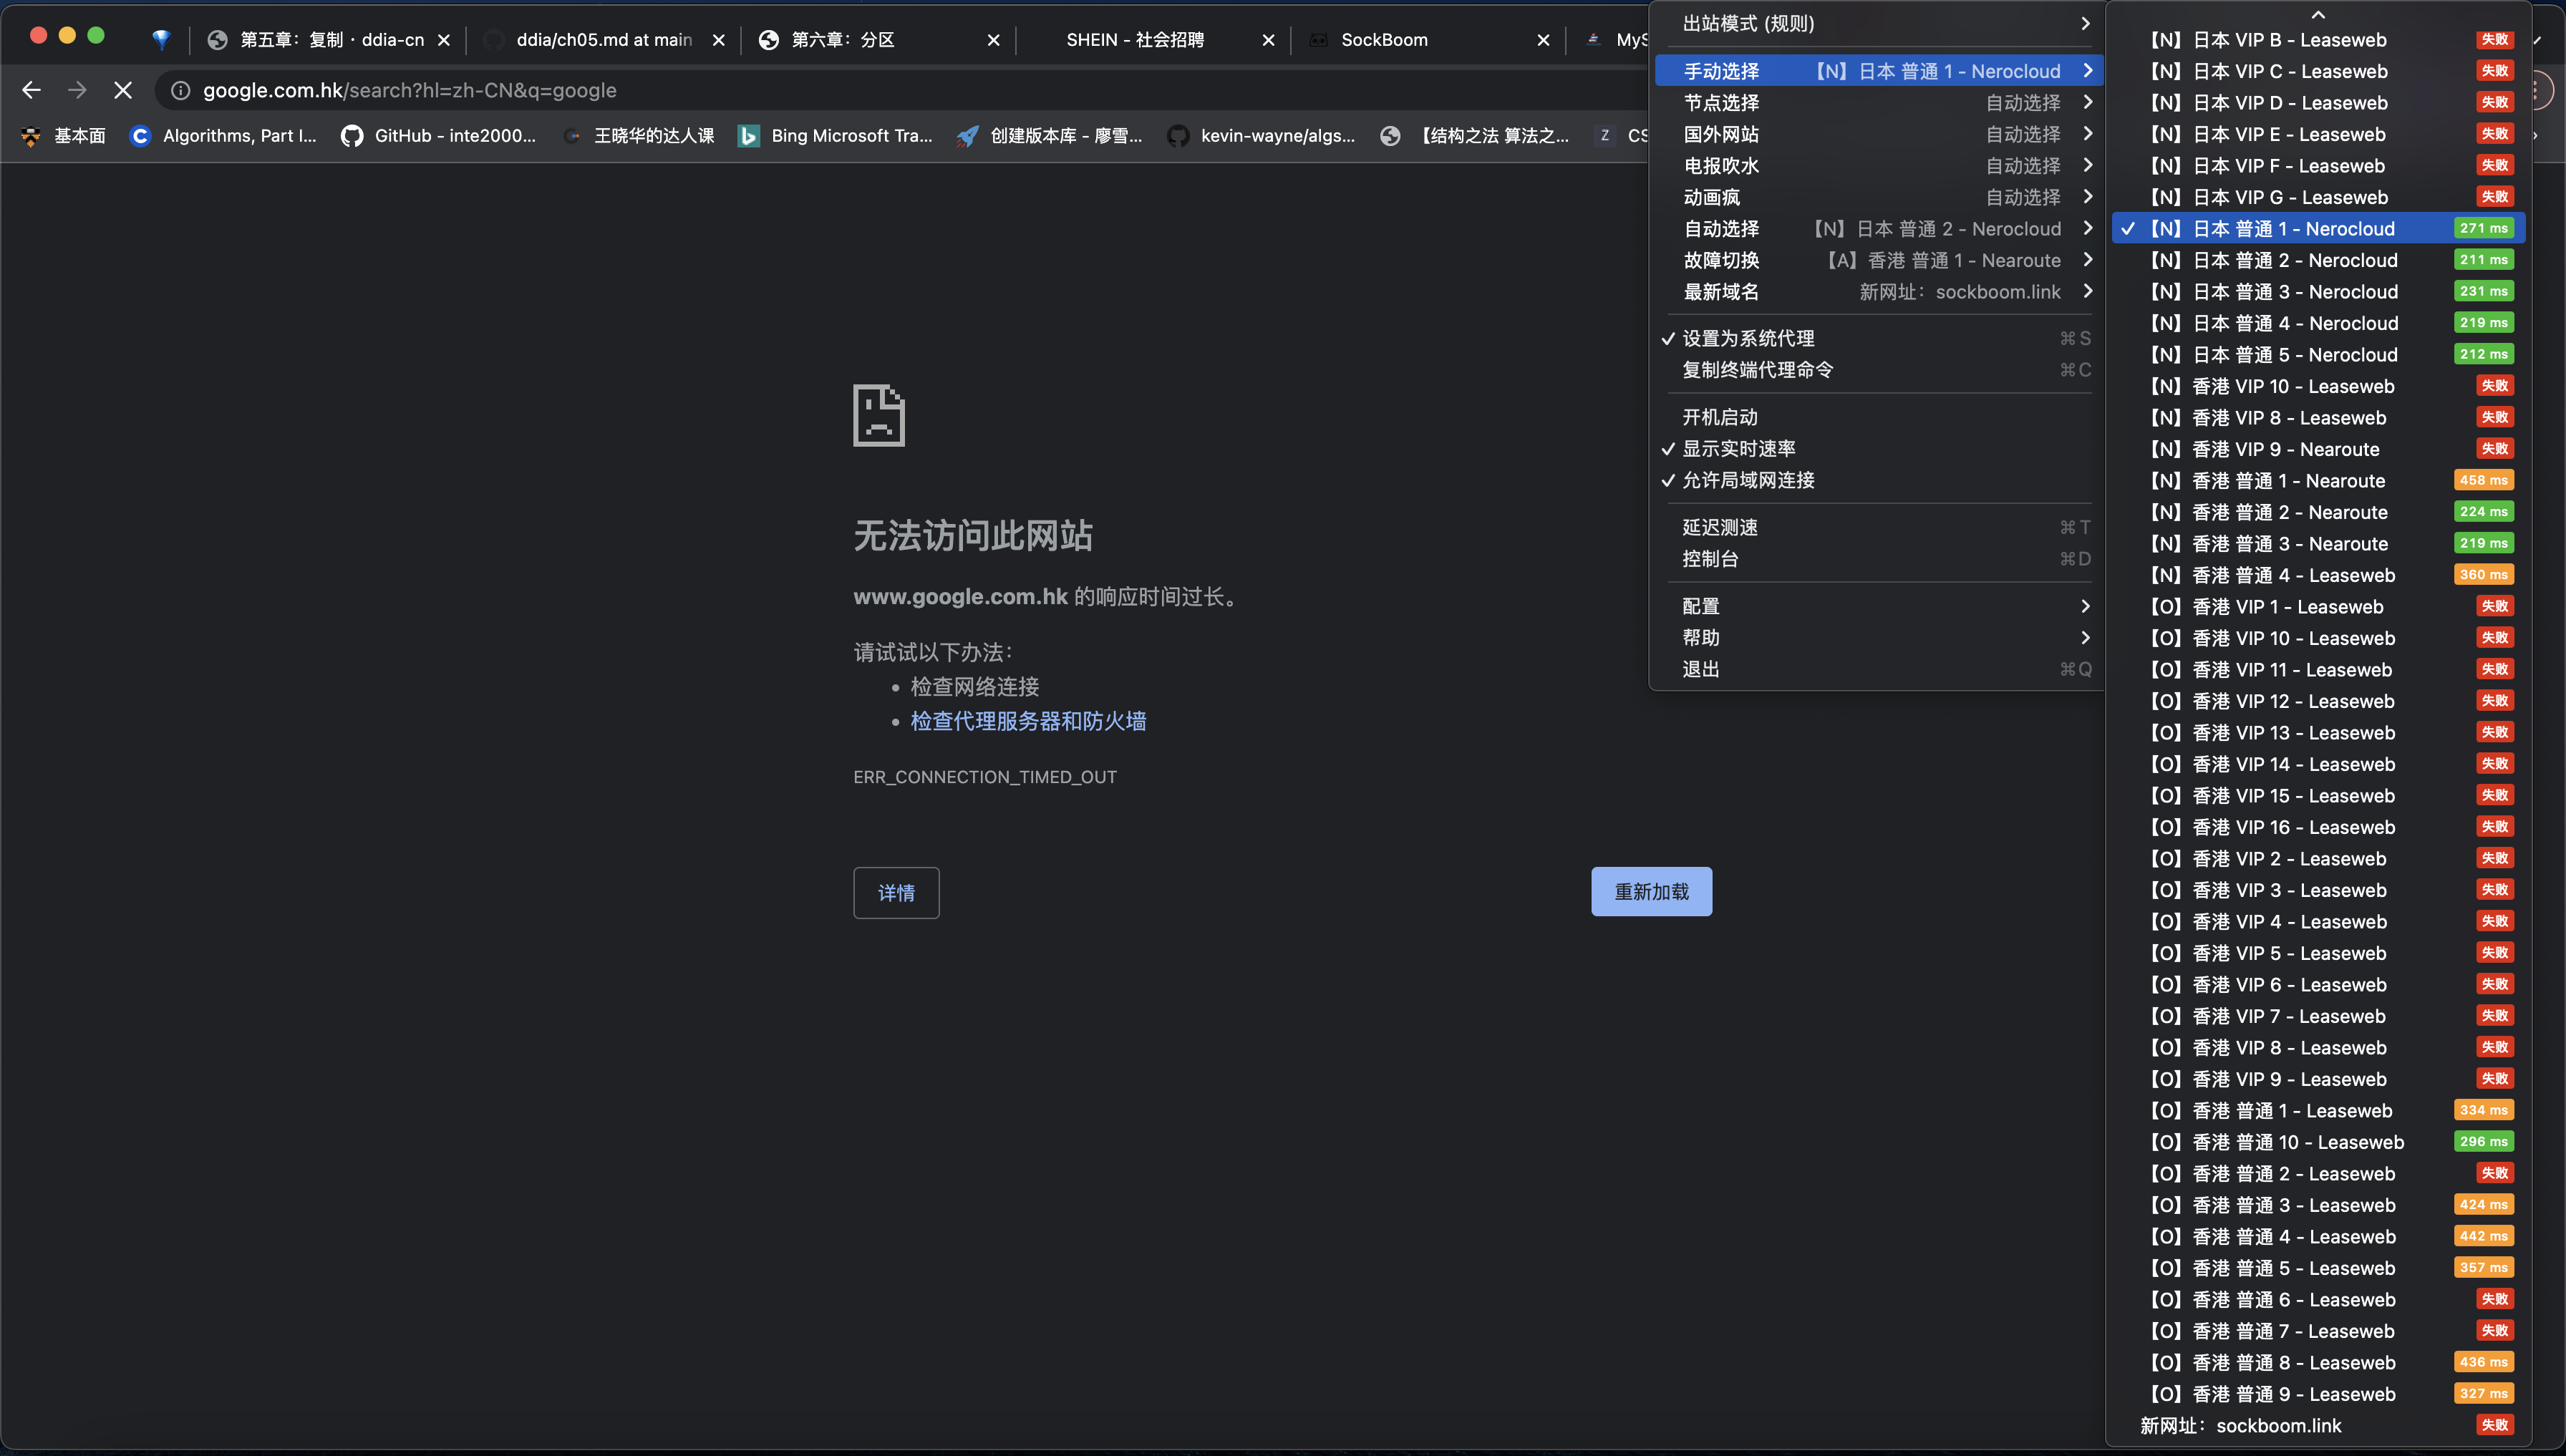 第五章：复制 · ddia-cn
ddia/ch05.md at main
第六章：分区
SHEIN - 社会招聘
SockBoom
MyS
google.com.hk/search?hl=zh-CN&q=google
基本面
Algorithms, Part I...
GitHub - inte2000...
王晓华的达人课
Bing Microsoft Tra...
创建版本库 - 廖雪...
kevin-wayne/algs...
【结构之法 算法之...
CS
无法访问此网站
www.google.com.hk 的响应时间过长。
请试试以下办法：
• 检查网络连接
• 检查代理服务器和防火墙
ERR_CONNECTION_TIMED_OUT
详情
重新加载
出站模式 (规则)
手动选择 【N】日本 普通 1 - Nerocloud
节点选择 自动选择
国外网站 自动选择
电报吹水 自动选择
动画疯 自动选择
自动选择 【N】日本 普通 2 - Nerocloud
故障切换 【A】香港 普通 1 - Nearoute
最新域名 新网址：sockboom.link
设置为系统代理 ⌘S
复制终端代理命令 ⌘C
开机启动
显示实时速率
允许局域网连接
延迟测速 ⌘T
控制台 ⌘D
配置
帮助
退出 ⌘Q
【N】日本 VIP B - Leaseweb 失败
【N】日本 VIP C - Leaseweb 失败
【N】日本 VIP D - Leaseweb 失败
【N】日本 VIP E - Leaseweb 失败
【N】日本 VIP F - Leaseweb 失败
【N】日本 VIP G - Leaseweb 失败
【N】日本 普通 1 - Nerocloud 271 ms
【N】日本 普通 2 - Nerocloud 211 ms
【N】日本 普通 3 - Nerocloud 231 ms
【N】日本 普通 4 - Nerocloud 219 ms
【N】日本 普通 5 - Nerocloud 212 ms
【N】香港 VIP 10 - Leaseweb 失败
【N】香港 VIP 8 - Leaseweb 失败
【N】香港 VIP 9 - Nearoute 失败
【N】香港 普通 1 - Nearoute 458 ms
【N】香港 普通 2 - Nearoute 224 ms
【N】香港 普通 3 - Nearoute 219 ms
【N】香港 普通 4 - Leaseweb 360 ms
【O】香港 VIP 1 - Leaseweb 失败
【O】香港 VIP 10 - Leaseweb 失败
【O】香港 VIP 11 - Leaseweb 失败
【O】香港 VIP 12 - Leaseweb 失败
【O】香港 VIP 13 - Leaseweb 失败
【O】香港 VIP 14 - Leaseweb 失败
【O】香港 VIP 15 - Leaseweb 失败
【O】香港 VIP 16 - Leaseweb 失败
【O】香港 VIP 2 - Leaseweb 失败
【O】香港 VIP 3 - Leaseweb 失败
【O】香港 VIP 4 - Leaseweb 失败
【O】香港 VIP 5 - Leaseweb 失败
【O】香港 VIP 6 - Leaseweb 失败
【O】香港 VIP 7 - Leaseweb 失败
【O】香港 VIP 8 - Leaseweb 失败
【O】香港 VIP 9 - Leaseweb 失败
【O】香港 普通 1 - Leaseweb 334 ms
【O】香港 普通 10 - Leaseweb 296 ms
【O】香港 普通 2 - Leaseweb 失败
【O】香港 普通 3 - Leaseweb 424 ms
【O】香港 普通 4 - Leaseweb 442 ms
【O】香港 普通 5 - Leaseweb 357 ms
【O】香港 普通 6 - Leaseweb 失败
【O】香港 普通 7 - Leaseweb 失败
【O】香港 普通 8 - Leaseweb 436 ms
【O】香港 普通 9 - Leaseweb 327 ms
新网址：sockboom.link 失败